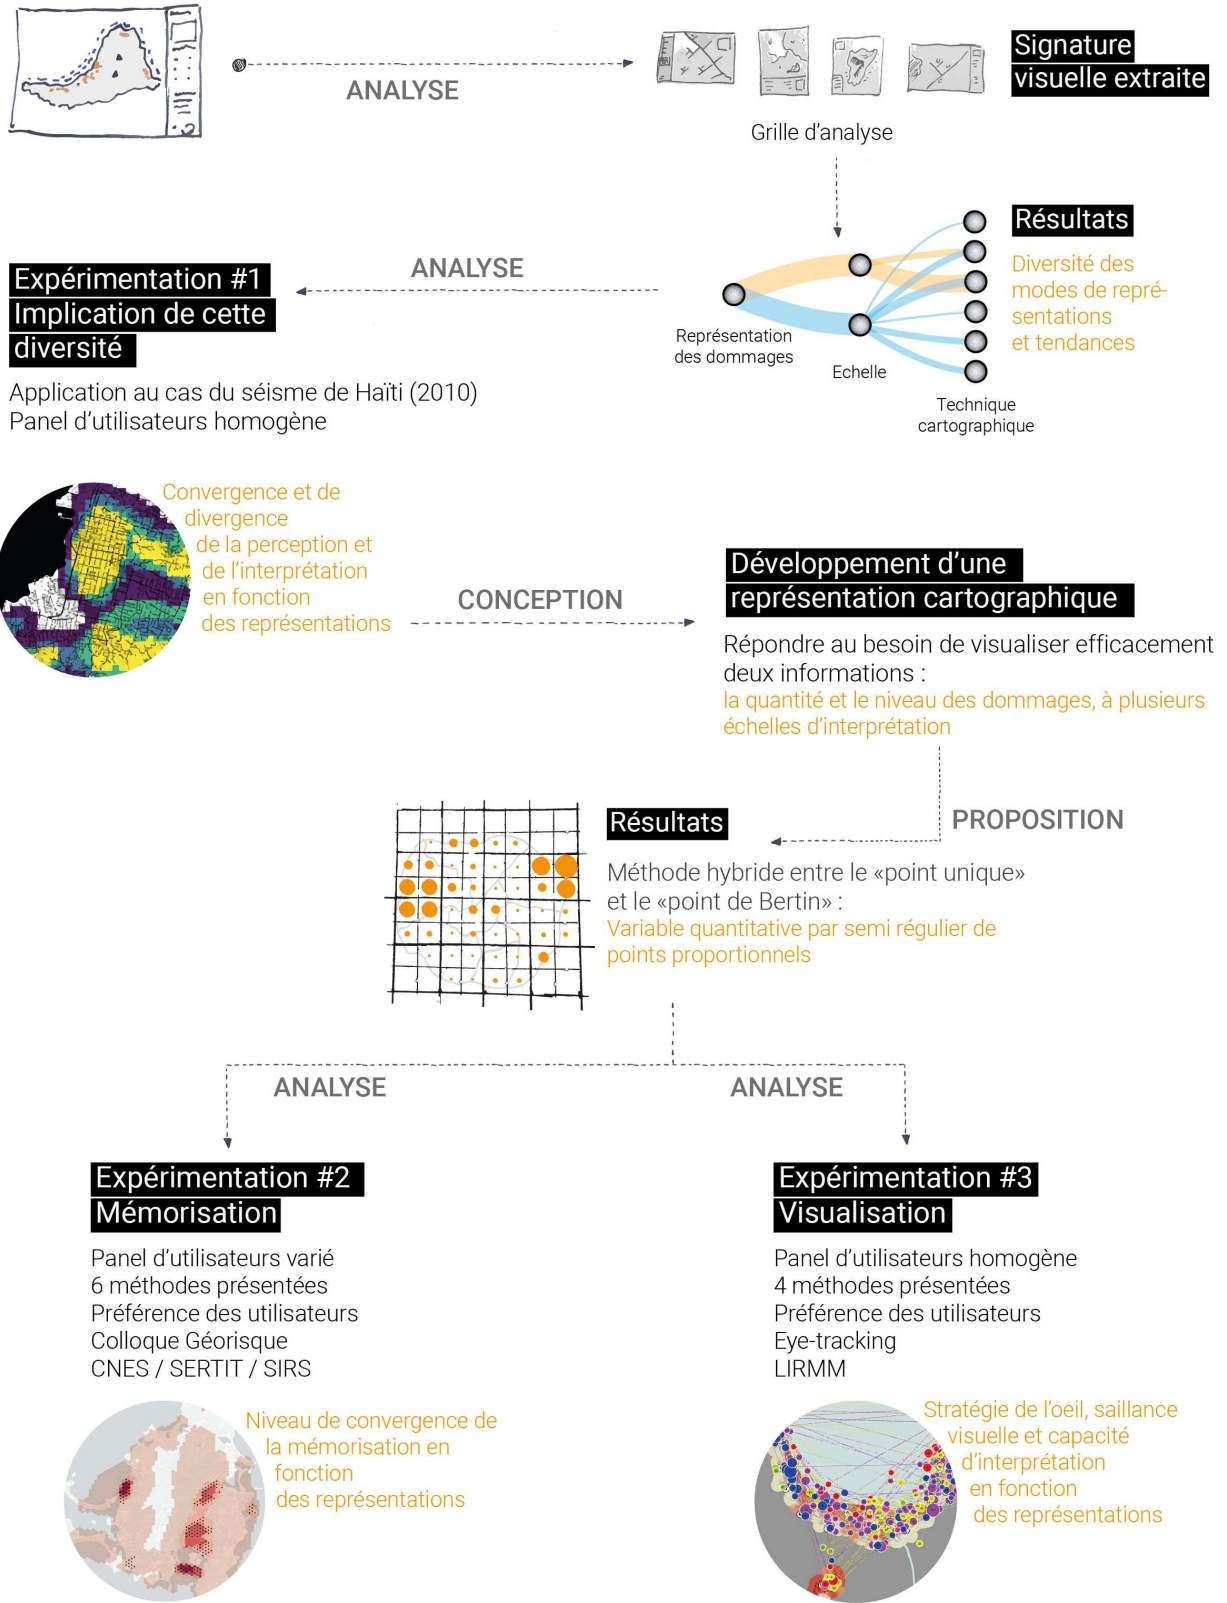 ANALYSE
Signature
visuelle extraite
Grille d'analyse
Résultats
Diversité des
modes de repré-
sentations
et tendances
Représentation
des dommages
Echelle
Technique
cartographique
ANALYSE
Expérimentation #1
Implication de cette
diversité
Application au cas du séisme de Haïti (2010)
Panel d'utilisateurs homogène
Convergence et de
divergence
de la perception et
de l'interprétation
en fonction
des représentations
CONCEPTION
Développement d'une
représentation cartographique
Répondre au besoin de visualiser efficacement
deux informations :
la quantité et le niveau des dommages, à plusieurs
échelles d'interprétation
PROPOSITION
Résultats
Méthode hybride entre le «point unique»
et le «point de Bertin» :
Variable quantitative par semi régulier de
points proportionnels
ANALYSE
ANALYSE
Expérimentation #2
Mémorisation
Panel d'utilisateurs varié
6 méthodes présentées
Préférence des utilisateurs
Colloque Géorisque
CNES / SERTIT / SIRS
Niveau de convergence de
la mémorisation en
fonction
des représentations
Expérimentation #3
Visualisation
Panel d'utilisateurs homogène
4 méthodes présentées
Préférence des utilisateurs
Eye-tracking
LIRMM
Stratégie de l'oeil, saillance
visuelle et capacité
d'interprétation
en fonction
des représentations